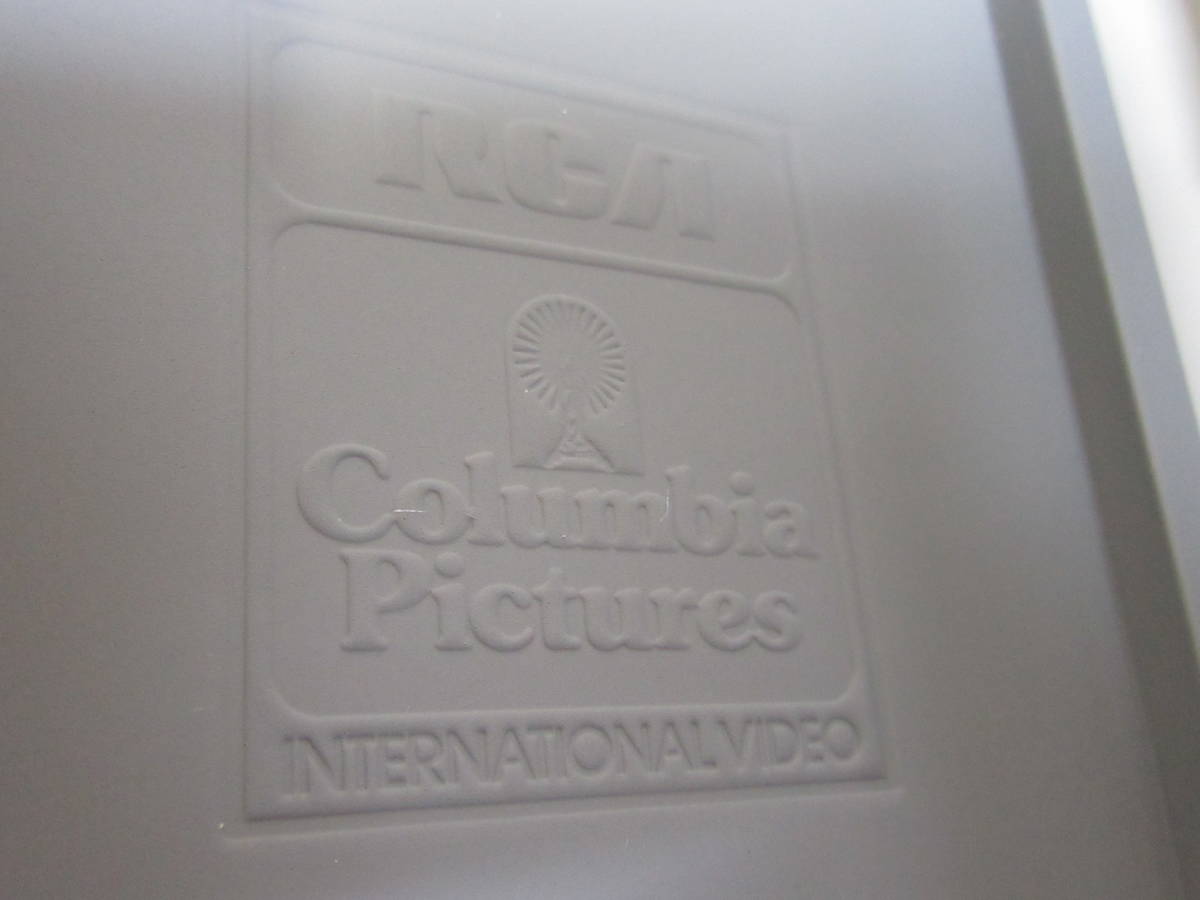 RCA
Columbia
Pictures
INTERNATIONAL VIDEO